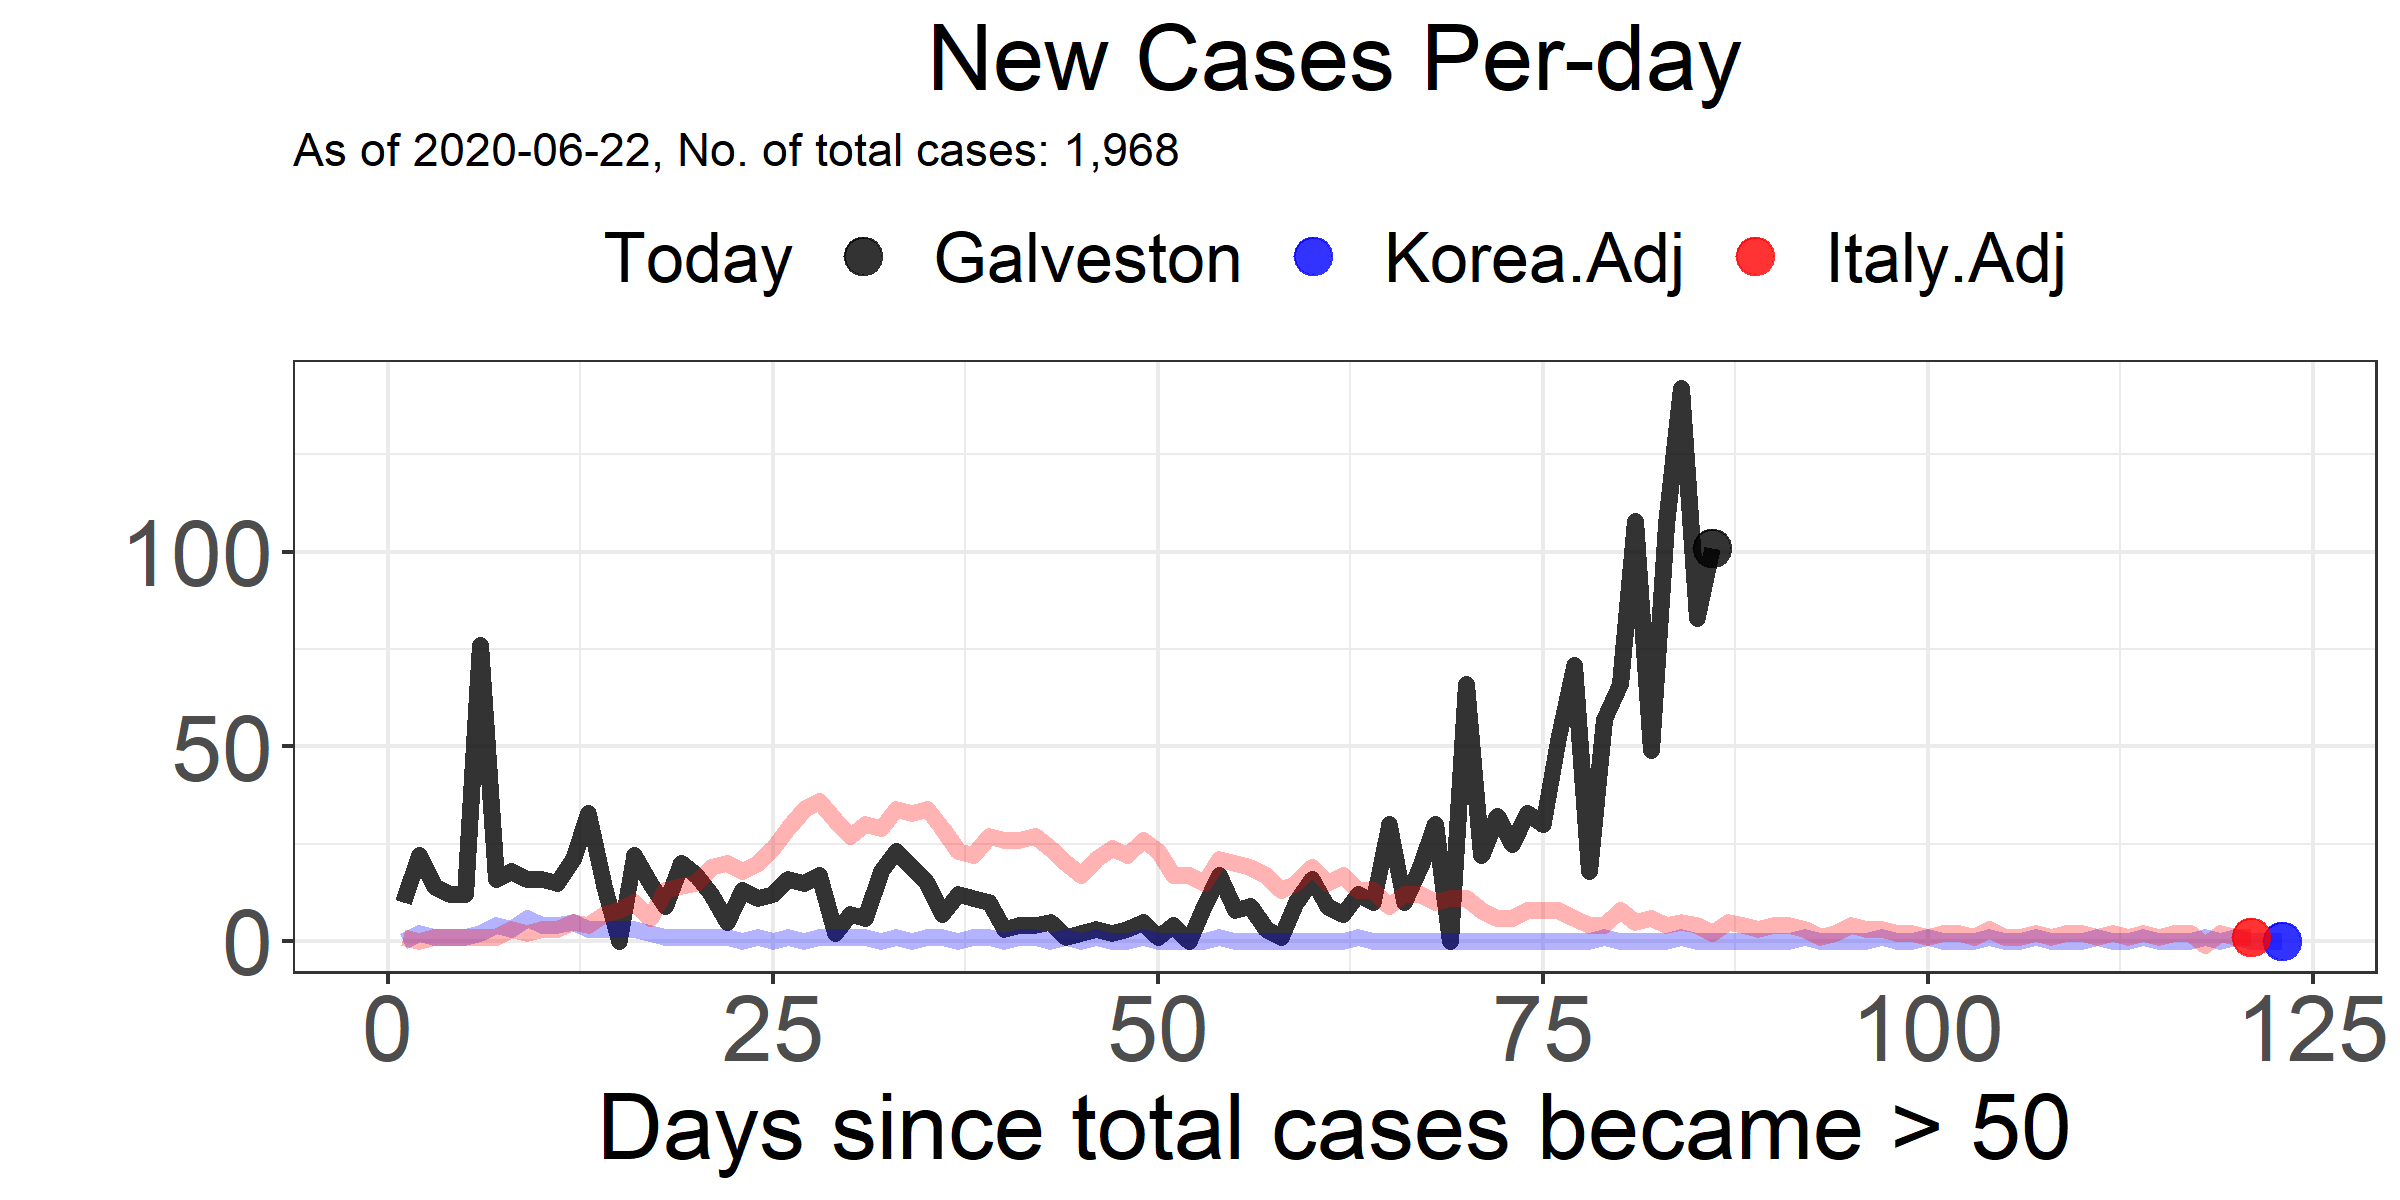 New Cases Per-day
As of 2020-06-22, No. of total cases: 1,968
Today Galveston Korea.Adj Italy.Adj
100
50
0
0 25 50 75 100 125
Days since total cases became > 50